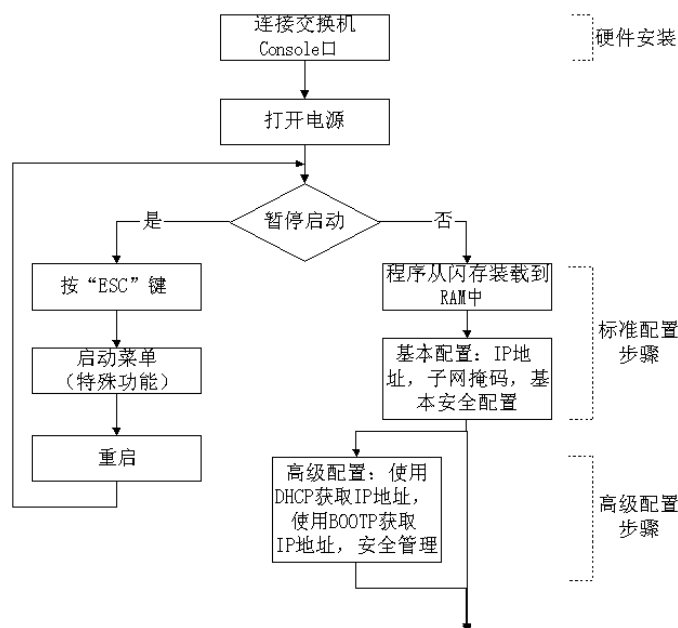 连接交换机
Console口
硬件安装
打开电源
暂停启动
是
否
按“ESC”键
程序从闪存装载到
RAM中
启动菜单
（特殊功能）
基本配置：IP地
址，子网掩码，基
本安全配置
标准配置
步骤
重启
高级配置：使用
DHCP获取IP地址，
使用BOOTP获取
IP地址，安全管理
高级配置
步骤